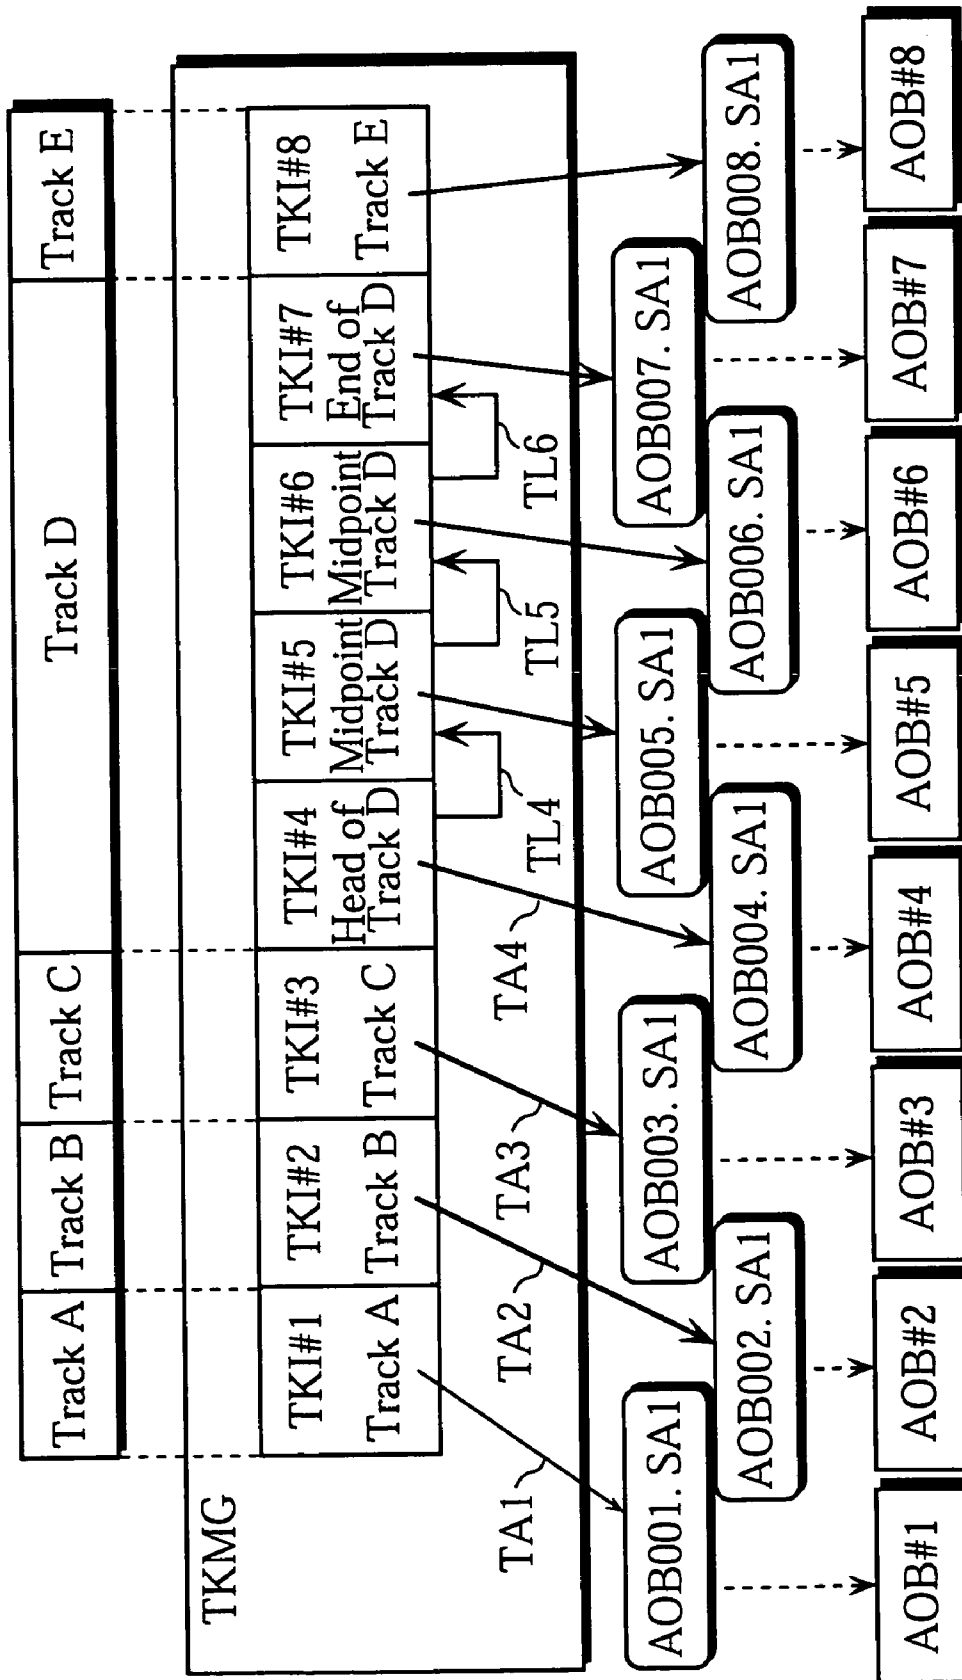 Track A
Track B
Track C
Track D
Track E
TKMG
TKI#1
Track A
TKI#2
Track B
TKI#3
Track C
TKI#4
Head of
Track D
TKI#5
Midpoint
Track D
TKI#6
Midpoint
Track D
TKI#7
End of
Track D
TKI#8
Track E
TL4
TL5
TL6
TA1
TA2
TA3
TA4
AOB001. SA1
AOB002. SA1
AOB003. SA1
AOB004. SA1
AOB005. SA1
AOB006. SA1
AOB007. SA1
AOB008. SA1
AOB#1
AOB#2
AOB#3
AOB#4
AOB#5
AOB#6
AOB#7
AOB#8